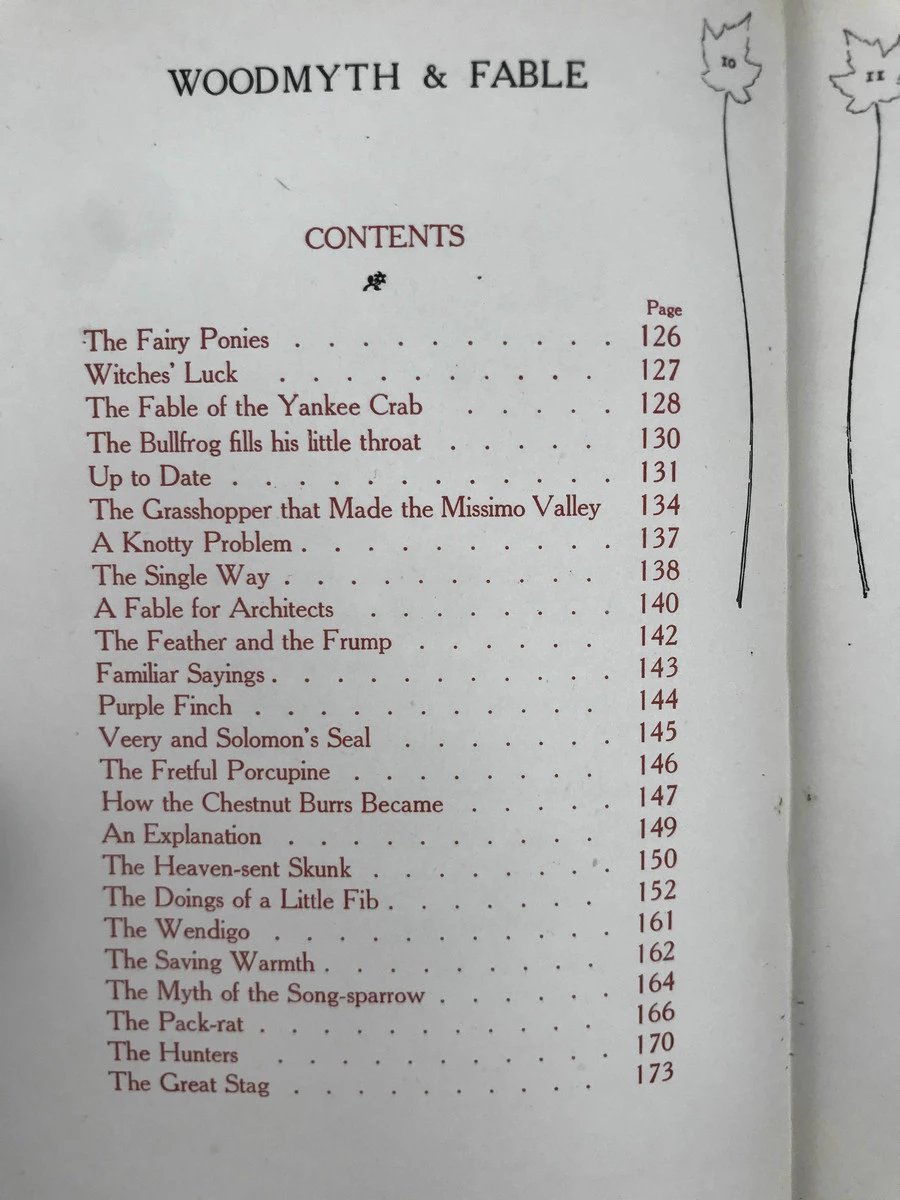 WOODMYTH & FABLE
10
11
CONTENTS
Page
The Fairy Ponies . . . . . . . . . . 126
Witches' Luck . . . . . . . . . . 127
The Fable of the Yankee Crab . . . . . 128
The Bullfrog fills his little throat . . . . . 130
Up to Date . . . . . . . . . . . . 131
The Grasshopper that Made the Missimo Valley 134
A Knotty Problem . . . . . . . . . . 137
The Single Way . . . . . . . . . . 138
A Fable for Architects . . . . . . . . 140
The Feather and the Frump . . . . . . 142
Familiar Sayings . . . . . . . . . . . 143
Purple Finch . . . . . . . . . . . 144
Veery and Solomon's Seal . . . . . . . 145
The Fretful Porcupine . . . . . . . . 146
How the Chestnut Burrs Became . . . . . 147
An Explanation . . . . . . . . . . 149
The Heaven-sent Skunk . . . . . . . . 150
The Doings of a Little Fib . . . . . . . 152
The Wendigo . . . . . . . . . . . 161
The Saving Warmth . . . . . . . . . 162
The Myth of the Song-sparrow . . . . . . 164
The Pack-rat . . . . . . . . . . . 166
The Hunters . . . . . . . . . . . 170
The Great Stag . . . . . . . . . . 173